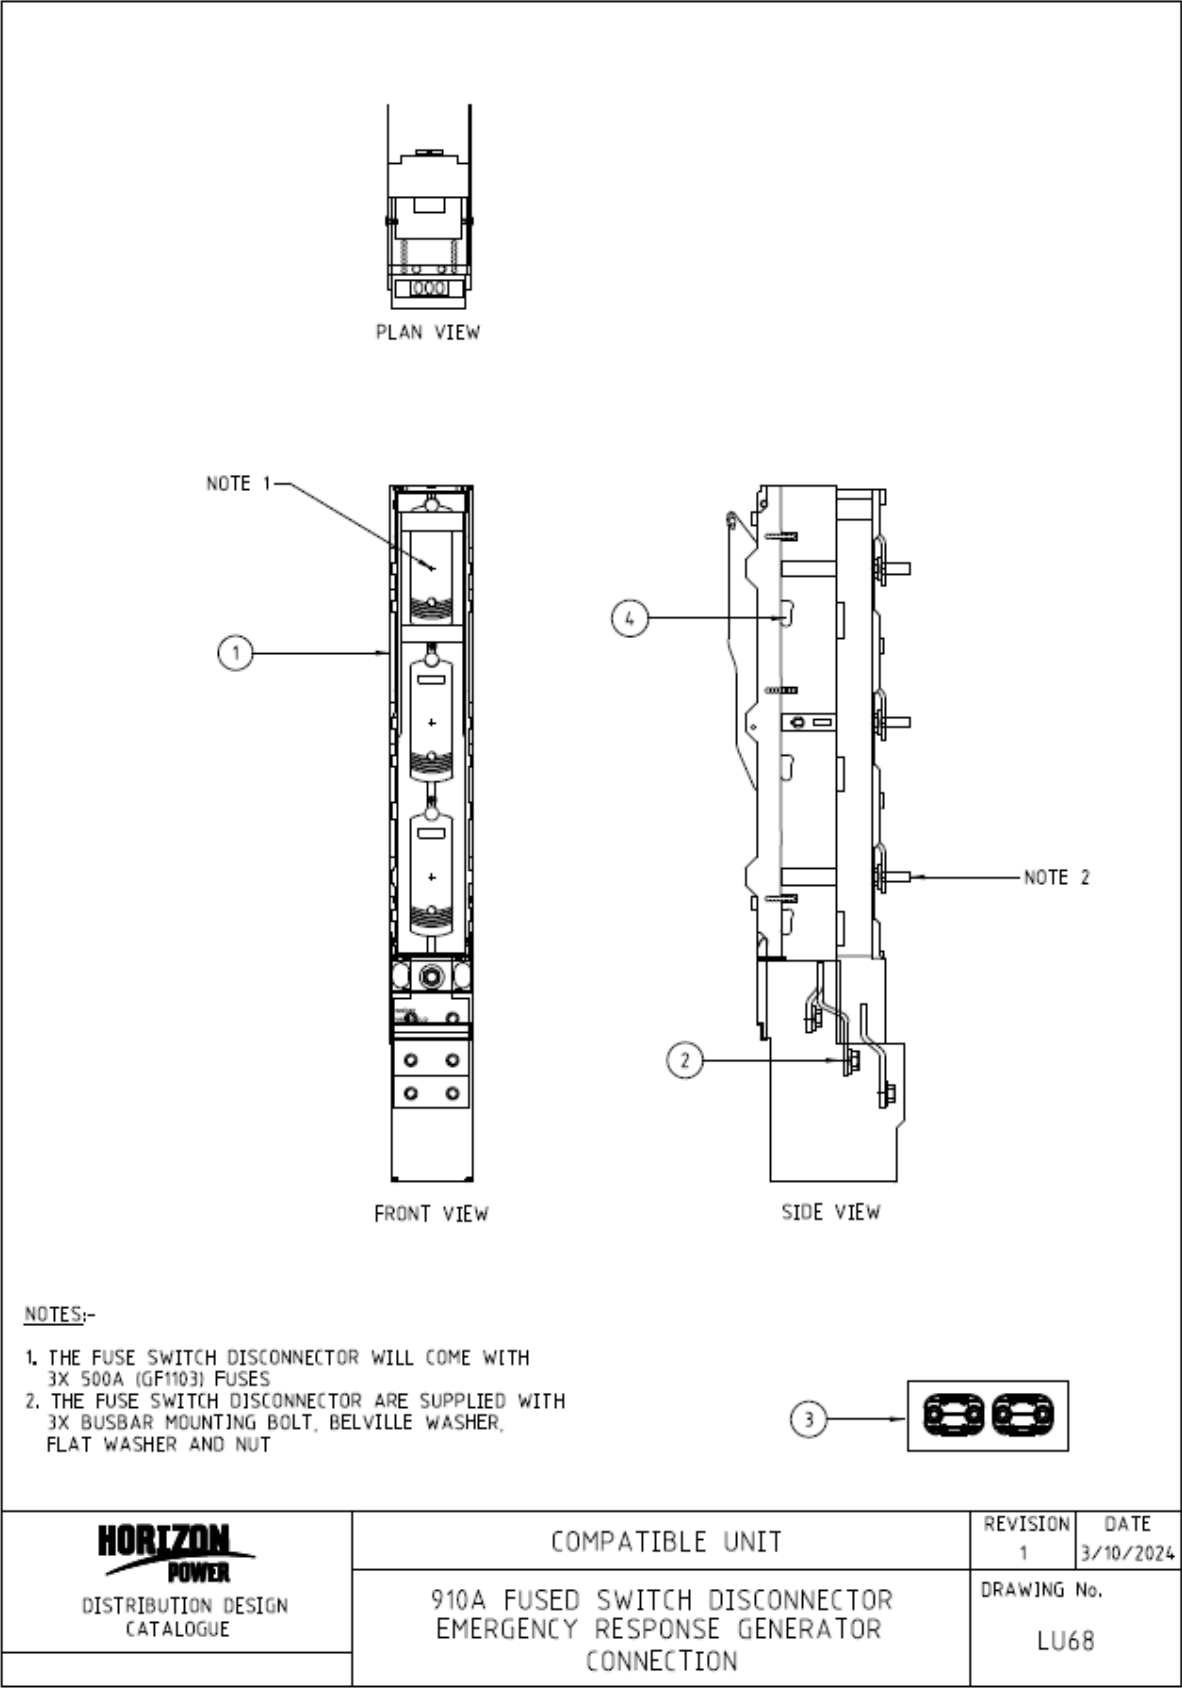 PLAN VIEW
NOTE 1
1
4
2
NOTE 2
FRONT VIEW
SIDE VIEW
NOTES:-
1. THE FUSE SWITCH DISCONNECTOR WILL COME WITH
3X 500A (GF1103) FUSES
2. THE FUSE SWITCH DISCONNECTOR ARE SUPPLIED WITH
3X BUSBAR MOUNTING BOLT, BELVILLE WASHER,
FLAT WASHER AND NUT
3
HORIZON
POWER
DISTRIBUTION DESIGN
CATALOGUE
COMPATIBLE UNIT
910A FUSED SWITCH DISCONNECTOR
EMERGENCY RESPONSE GENERATOR
CONNECTION
REVISION
1
DATE
3/10/2024
DRAWING No.
LU68